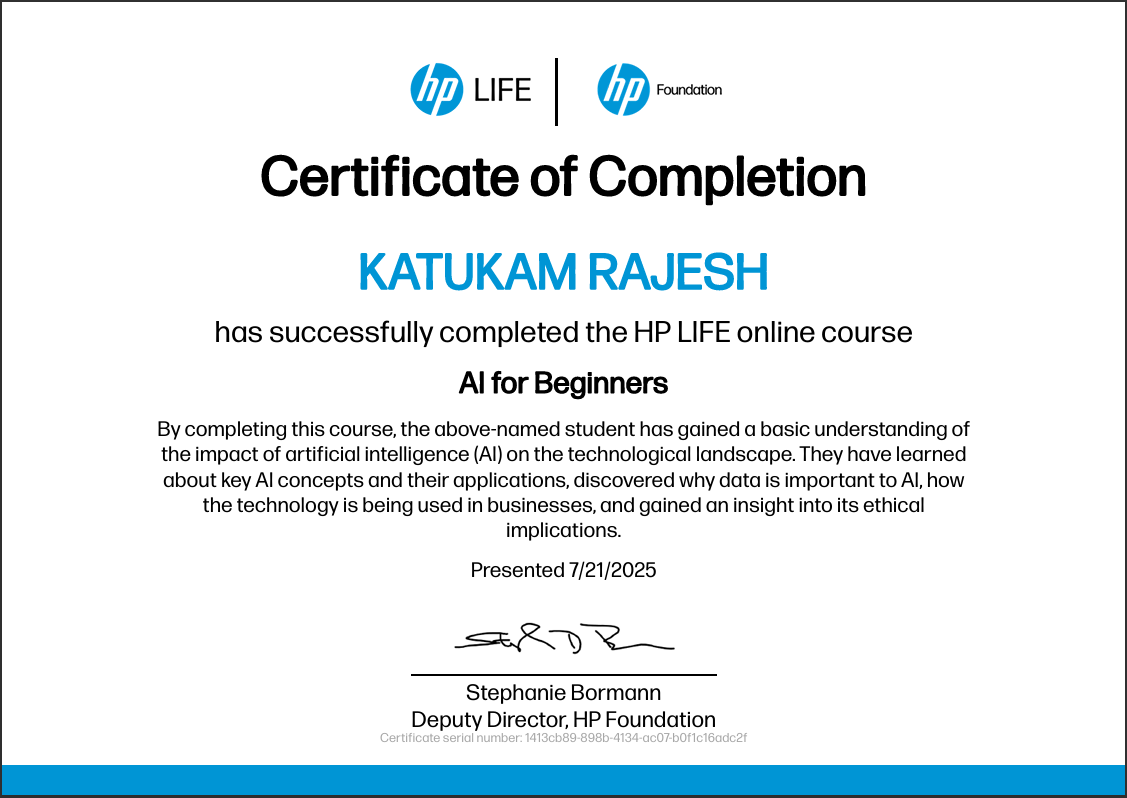 hp LIFE hp Foundation
Certificate of Completion
KATUKAM RAJESH
has successfully completed the HP LIFE online course
AI for Beginners
By completing this course, the above-named student has gained a basic understanding of
the impact of artificial intelligence (AI) on the technological landscape. They have learned
about key AI concepts and their applications, discovered why data is important to AI, how
the technology is being used in businesses, and gained an insight into its ethical
implications.
Presented 7/21/2025
Stephanie Bormann
Deputy Director, HP Foundation
Certificate serial number: 1413cb89-898b-4134-ac07-b0f1c16adc2f